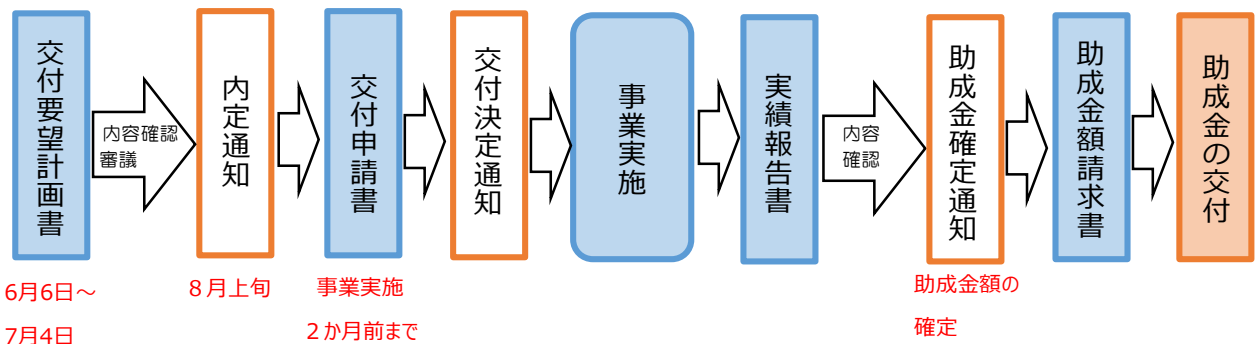 交付要望計画書
内容確認
審議
内定通知
交付申請書
交付決定通知
事業実施
実績報告書
内容
確認
助成金確定通知
助成金額請求書
助成金の交付
6月6日～
7月4日
８月上旬
事業実施
２か月前まで
助成金額の
確定